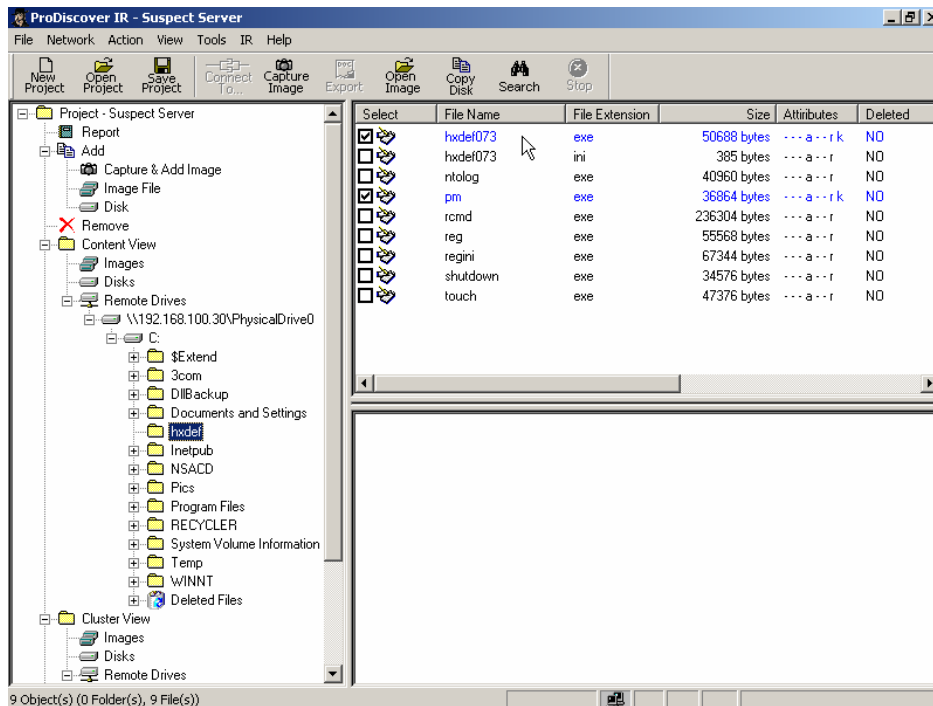 ProDiscover IR - Suspect Server
File Network Action View Tools IR Help
New Project
Open Project
Save Project
Connect To...
Capture Image
Export
Open Image
Copy Disk
Search
Stop
Project - Suspect Server
Report
Add
Capture & Add Image
Image File
Disk
Remove
Content View
Images
Disks
Remote Drives
\\192.168.100.30\PhysicalDrive0
C:
$Extend
3com
DllBackup
Documents and Settings
hxdef
Inetpub
NSACD
Pics
Program Files
RECYCLER
System Volume Information
Temp
WINNT
Deleted Files
Cluster View
Images
Disks
Remote Drives
Select File Name File Extension Size Attributes Deleted
hxdef073 exe 50688 bytes - - - a - - r k NO
hxdef073 ini 385 bytes - - - a - - r NO
ntolog exe 40960 bytes - - - a - - r NO
pm exe 36864 bytes - - - a - - r k NO
rcmd exe 236304 bytes - - - a - - r NO
reg exe 55568 bytes - - - a - - r NO
regini exe 67344 bytes - - - a - - r NO
shutdown exe 34576 bytes - - - a - - r NO
touch exe 47376 bytes - - - a - - r NO
9 Object(s) (0 Folder(s), 9 File(s))